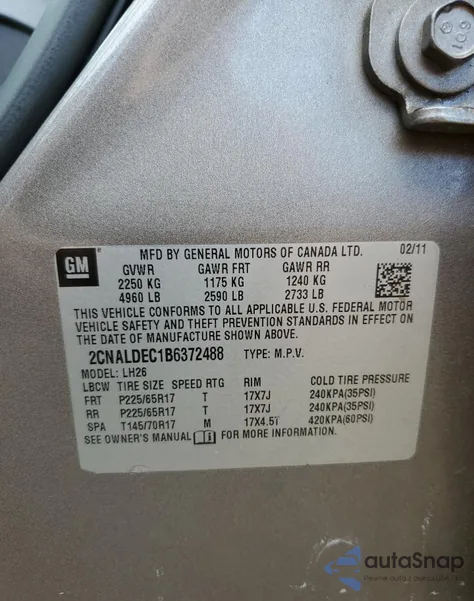 109
GM
MFD BY GENERAL MOTORS OF CANADA LTD. 02/11
GVWR GAWR FRT GAWR RR
2250 KG 1175 KG 1240 KG
4960 LB 2590 LB 2733 LB
THIS VEHICLE CONFORMS TO ALL APPLICABLE U.S. FEDERAL MOTOR
VEHICLE SAFETY AND THEFT PREVENTION STANDARDS IN EFFECT ON
THE DATE OF MANUFACTURE SHOWN ABOVE.
2CNALDEC1B6372488 TYPE: M.P.V.
MODEL: LH26
LBCW TIRE SIZE SPEED RTG RIM COLD TIRE PRESSURE
FRT P225/65R17 T 17X7J 240KPA(35PSI)
RR P225/65R17 T 17X7J 240KPA(35PSI)
SPA T145/70R17 M 17X4.5T 420KPA(60PSI)
SEE OWNER'S MANUAL FOR MORE INFORMATION.
autaSnap